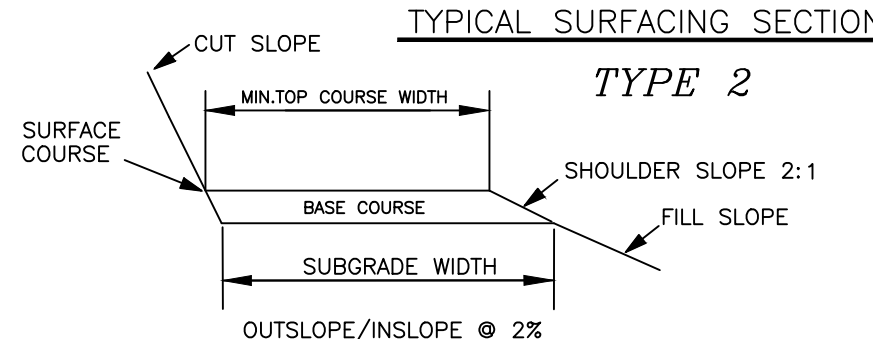 TYPICAL SURFACING SECTION
TYPE 2
CUT SLOPE
MIN.TOP COURSE WIDTH
SURFACE
COURSE
SHOULDER SLOPE 2:1
BASE COURSE
FILL SLOPE
SUBGRADE WIDTH
OUTSLOPE/INSLOPE @ 2%